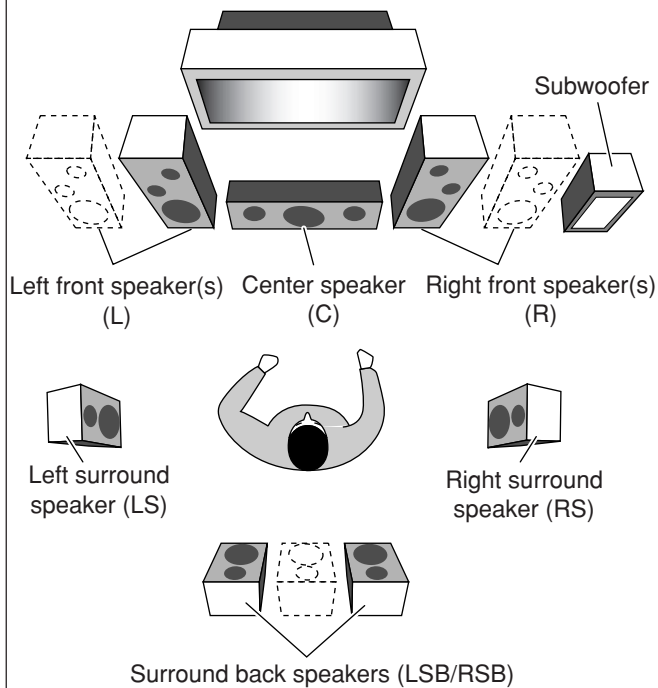 Subwoofer
Left front speaker(s)
(L)
Center speaker
(C)
Right front speaker(s)
(R)
Left surround
speaker (LS)
Right surround
speaker (RS)
Surround back speakers (LSB/RSB)